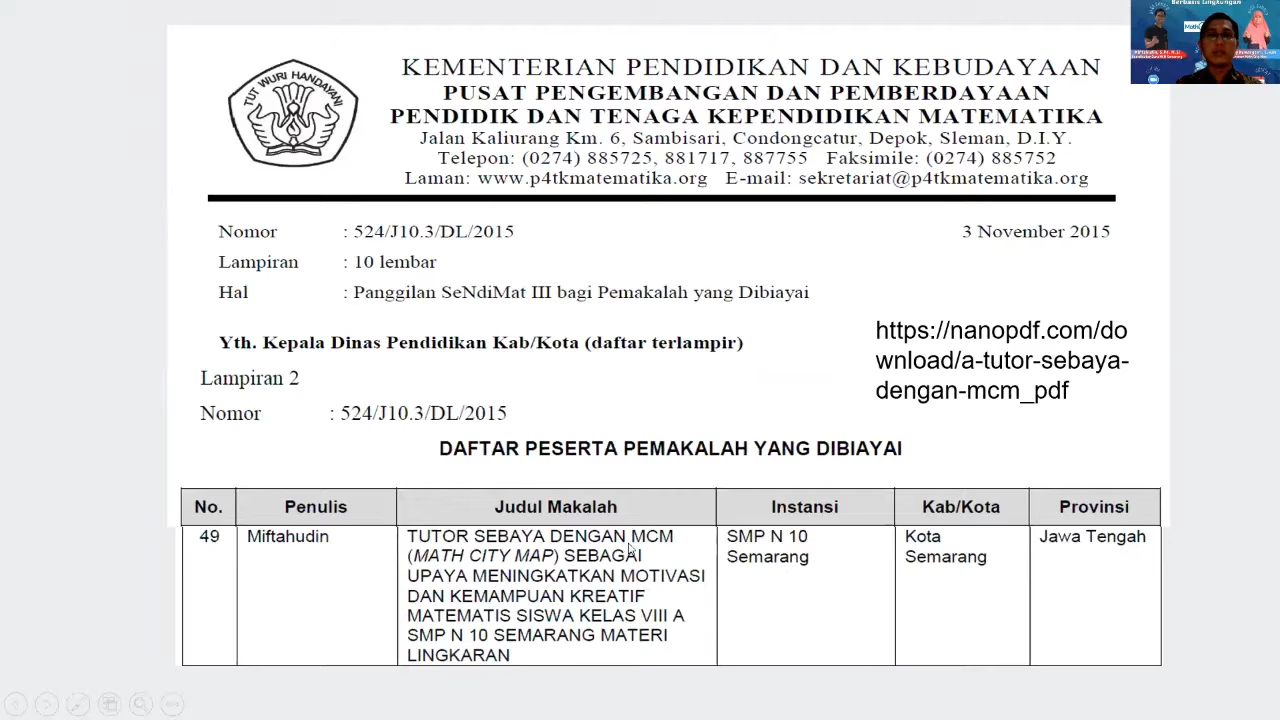 KEMENTERIAN PENDIDIKAN DAN KEBUDAYAAN
PUSAT PENGEMBANGAN DAN PEMBERDAYAAN
PENDIDIK DAN TENAGA KEPENDIDIKAN MATEMATIKA
Jalan Kaliurang Km. 6, Sambisari, Condongcatur, Depok, Sleman, D.I.Y.
Telepon: (0274) 885725, 881717, 887755 Faksimile: (0274) 885752
Laman: www.p4tkmatematika.org E-mail: sekretariat@p4tkmatematika.org
TUT WURI HANDAYANI
Nomor : 524/J10.3/DL/2015 3 November 2015
Lampiran : 10 lembar
Hal : Panggilan SeNdiMat III bagi Pemakalah yang Dibiayai
Yth. Kepala Dinas Pendidikan Kab/Kota (daftar terlampir)
https://nanopdf.com/do
wnload/a-tutor-sebaya-
dengan-mcm_pdf
Lampiran 2
Nomor : 524/J10.3/DL/2015
DAFTAR PESERTA PEMAKALAH YANG DIBIAYAI
No. Penulis Judul Makalah Instansi Kab/Kota Provinsi
49 Miftahudin TUTOR SEBAYA DENGAN MCM SMP N 10 Kota Jawa Tengah
(MATH CITY MAP) SEBAGAI Semarang Semarang
UPAYA MENINGKATKAN MOTIVASI
DAN KEMAMPUAN KREATIF
MATEMATIS SISWA KELAS VIII A
SMP N 10 SEMARANG MATERI
LINGKARAN
Berbasis Lingkungan